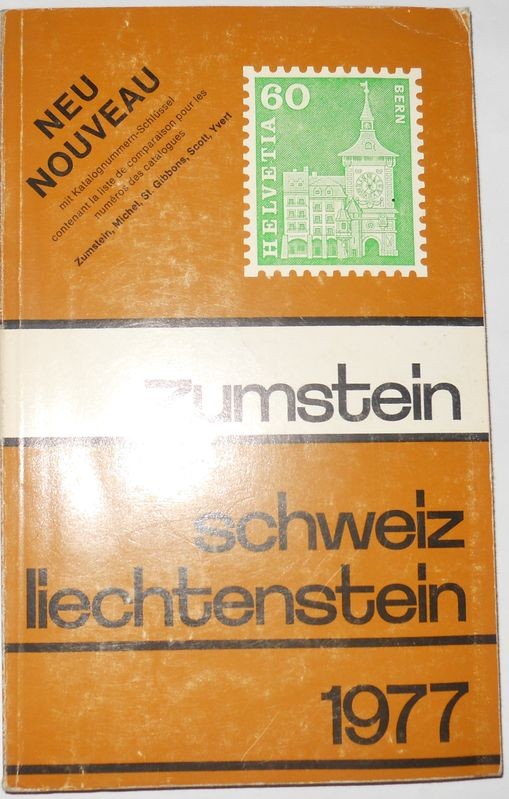 NEU
NOUVEAU
mit Katalognummern-Schlüssel
contenant la liste de comparaison pour les
numéros des catalogues
Zumstein, Michel, St. Gibbons, Scott, Yvert
60
BERN
HELVETIA
zumstein
schweiz
liechtenstein
1977